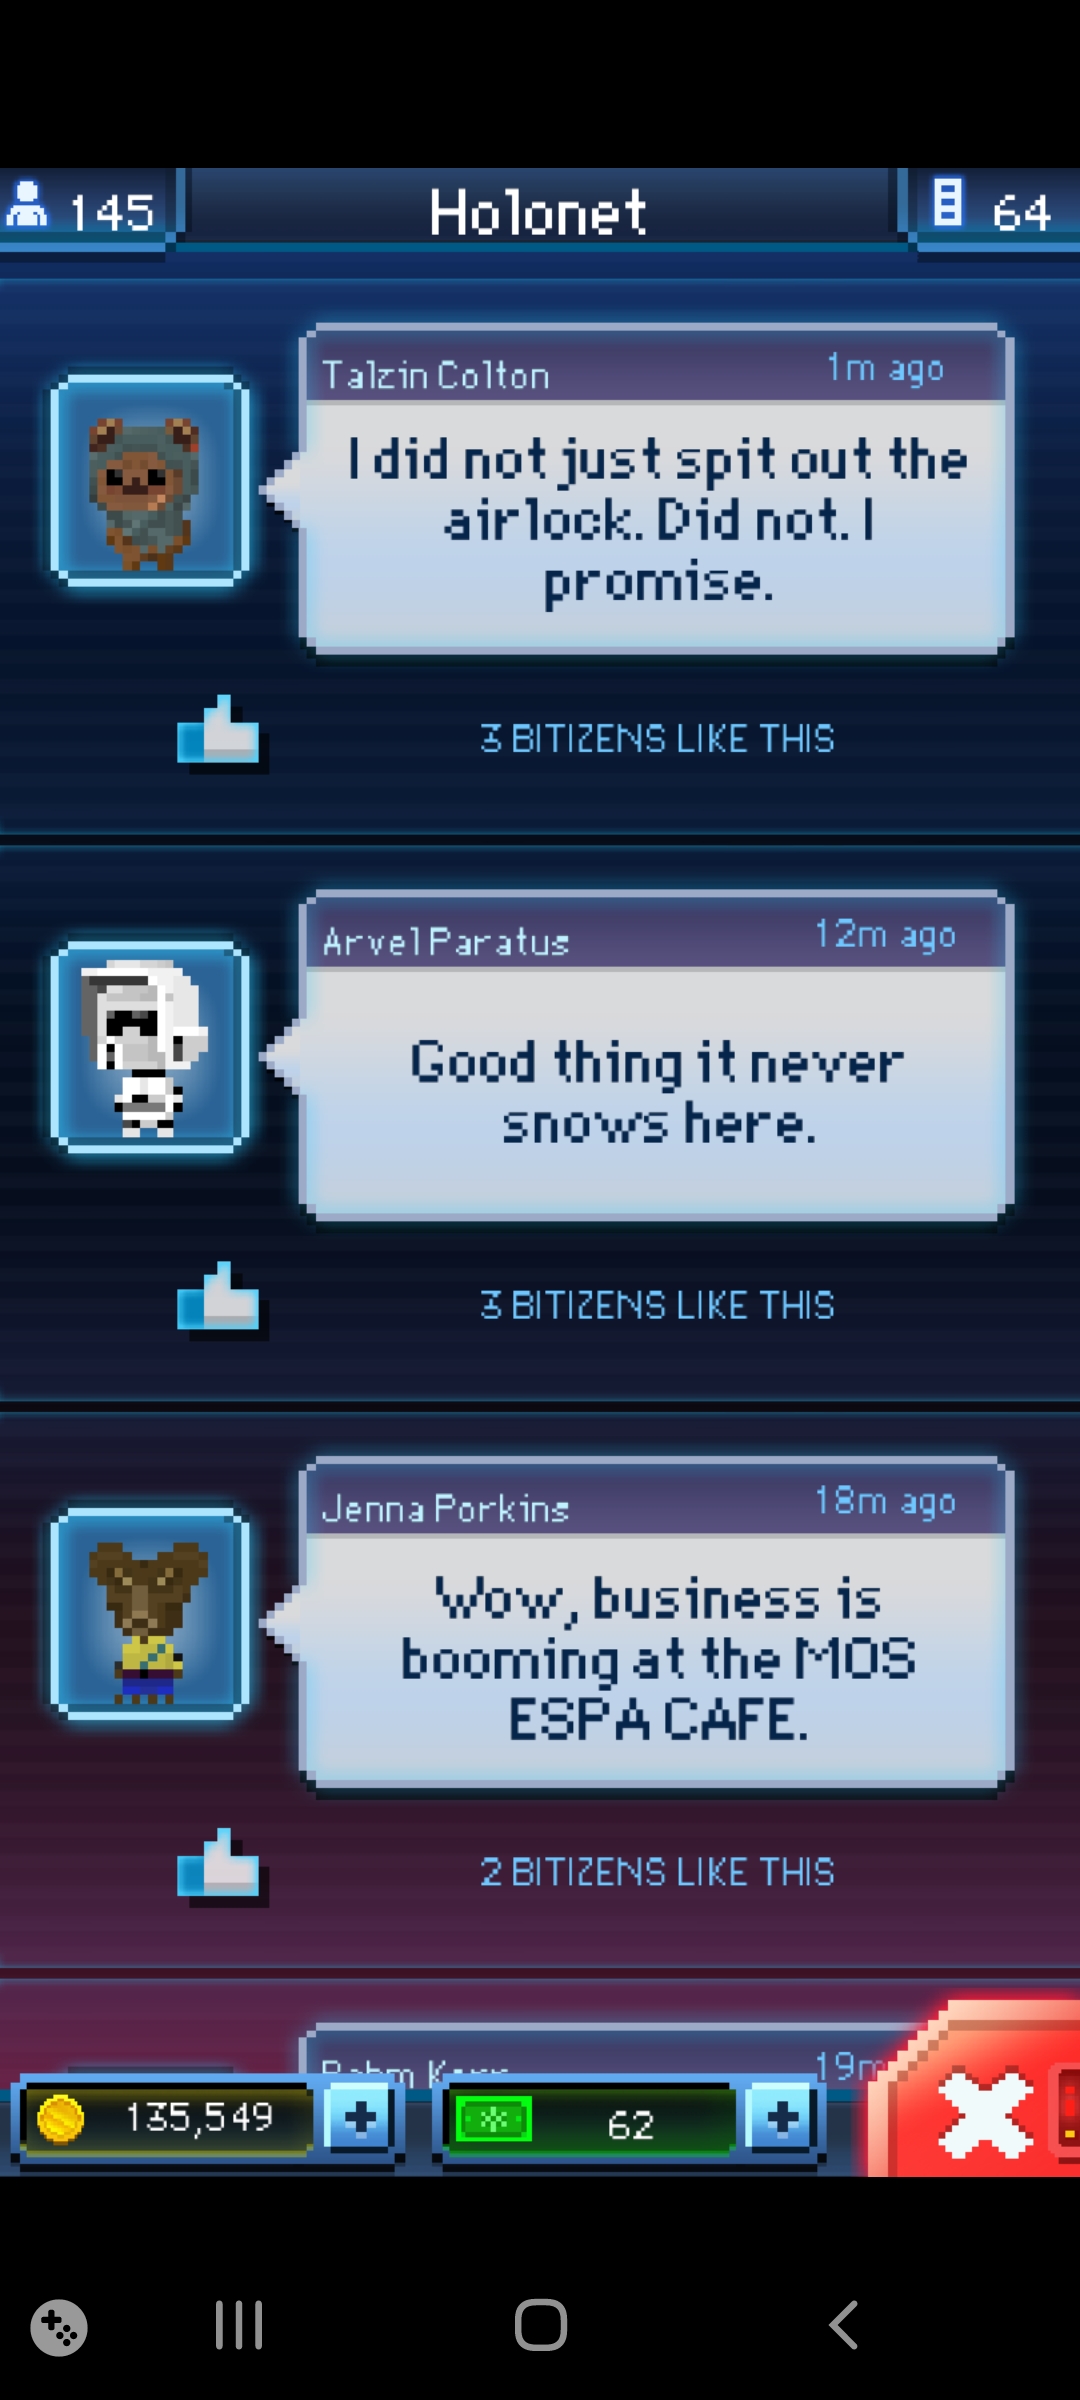 145
Holonet
64
Talzin Colton
1m ago
I did not just spit out the
airlock. Did not. I
promise.
3 BITIZENS LIKE THIS
Arvel Paratus
12m ago
Good thing it never
snows here.
3 BITIZENS LIKE THIS
Jenna Porkins
18m ago
Wow, business is
booming at the MOS
ESPA CAFE.
2 BITIZENS LIKE THIS
19m
135,549
62